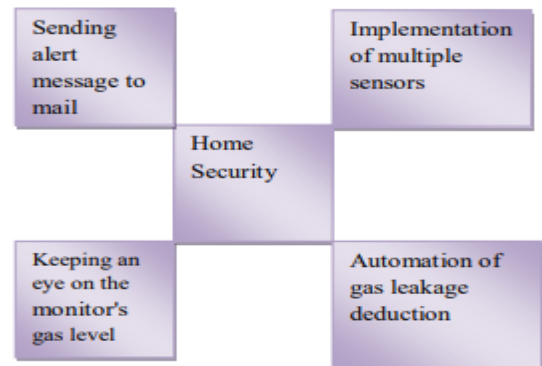 Sending
alert
message to
mail
Implementation
of multiple
sensors
Home
Security
Keeping an
eye on the
monitor's
gas level
Automation of
gas leakage
deduction